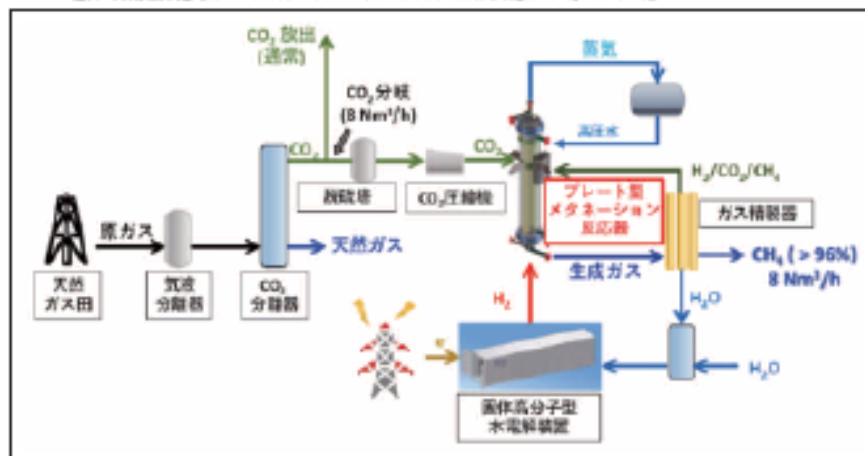 CO₂ 放出
(通常)
CO₂分岐
(8 Nm³/h)
CO₂
脱硫塔
CO₂圧縮機
CO₂
蒸気
高圧水
H₂/CO₂/CH₄
プレート型
メタネーション
反応器
ガス精製器
原ガス
天然ガス
天然
ガス田
気液
分離器
CO₂
分離器
生成ガス
CH₄ ( > 96%)
8 Nm³/h
H₂
H₂O
e⁻
H₂O
固体高分子型
水電解装置